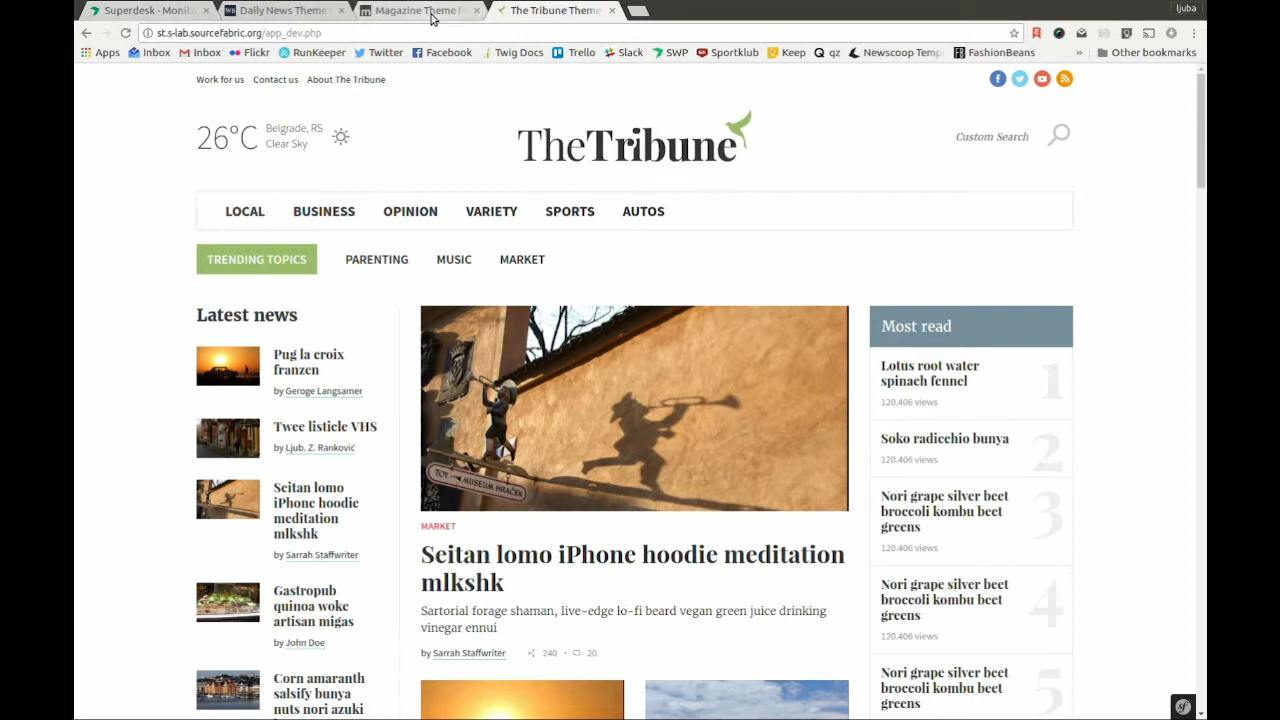 Superdesk - Monit
Daily News Theme
Magazine Theme f
The Tribune Theme
ljuba
st.s-lab.sourcefabric.org/app_dev.php
Apps
Inbox
Inbox
Flickr
RunKeeper
Twitter
Facebook
Twig Docs
Trello
Slack
SWP
Sportklub
Keep
qz
Newscoop Temp
FashionBeans
»
Other bookmarks
Work for us
Contact us
About The Tribune
26°C
Belgrade, RS
Clear Sky
TheTribune
Custom Search
LOCAL
BUSINESS
OPINION
VARIETY
SPORTS
AUTOS
TRENDING TOPICS
PARENTING
MUSIC
MARKET
Latest news
Pug la croix
franzen
by Geroge Langsamer
Twee listicle VHS
by Ljub. Z. Ranković
Seitan lomo
iPhone hoodie
meditation
mlkshk
by Sarrah Staffwriter
Gastropub
quinoa woke
artisan migas
by John Doe
Corn amaranth
salsify bunya
nuts nori azuki
TOY MUSEUM HRAČEK
MARKET
Seitan lomo iPhone hoodie meditation
mlkshk
Sartorial forage shaman, live-edge lo-fi beard vegan green juice drinking
vinegar ennui
by Sarrah Staffwriter
240
20
Most read
Lotus root water
spinach fennel
120.406 views
1
Soko radicchio bunya
120.406 views
2
Nori grape silver beet
broccoli kombu beet
greens
120.406 views
3
Nori grape silver beet
broccoli kombu beet
greens
120.406 views
4
Nori grape silver beet
broccoli kombu beet
greens
5